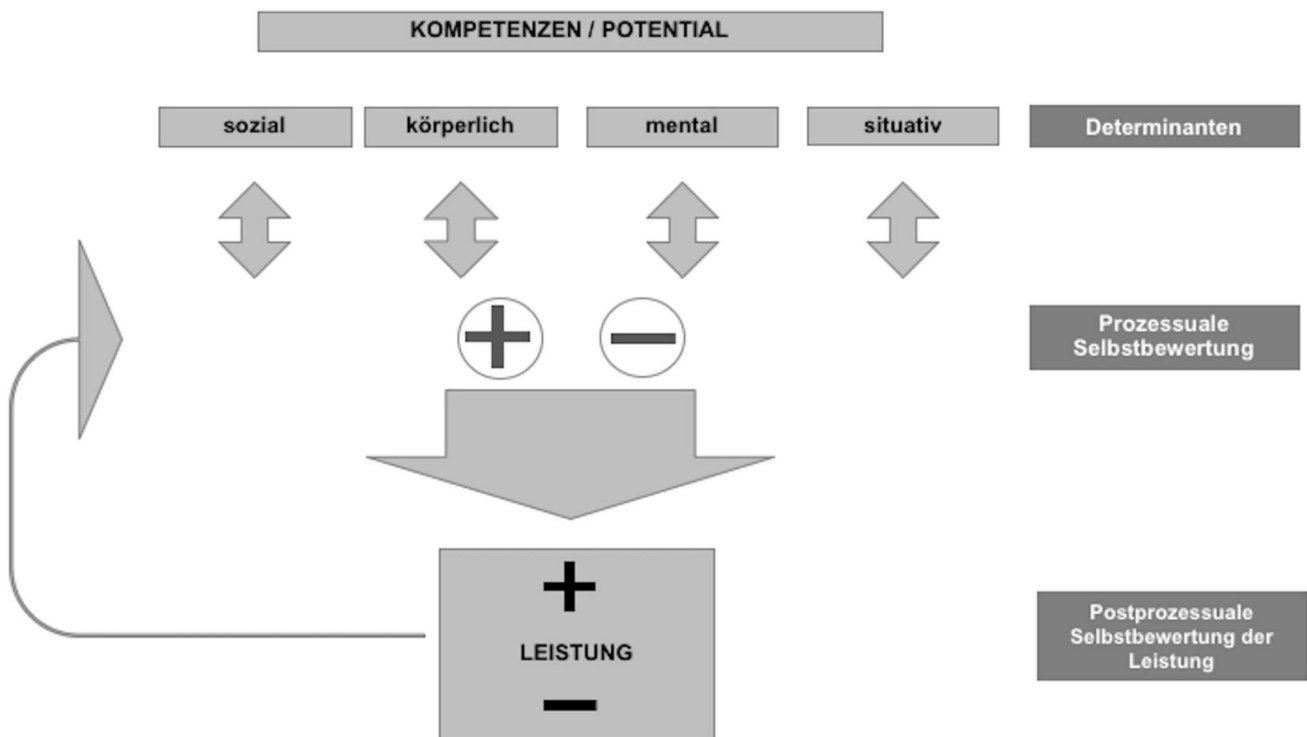 KOMPETENZEN / POTENTIAL
sozial
körperlich
mental
situativ
Determinanten
Prozessuale
Selbstbewertung
LEISTUNG
Postprozessuale
Selbstbewertung der
Leistung